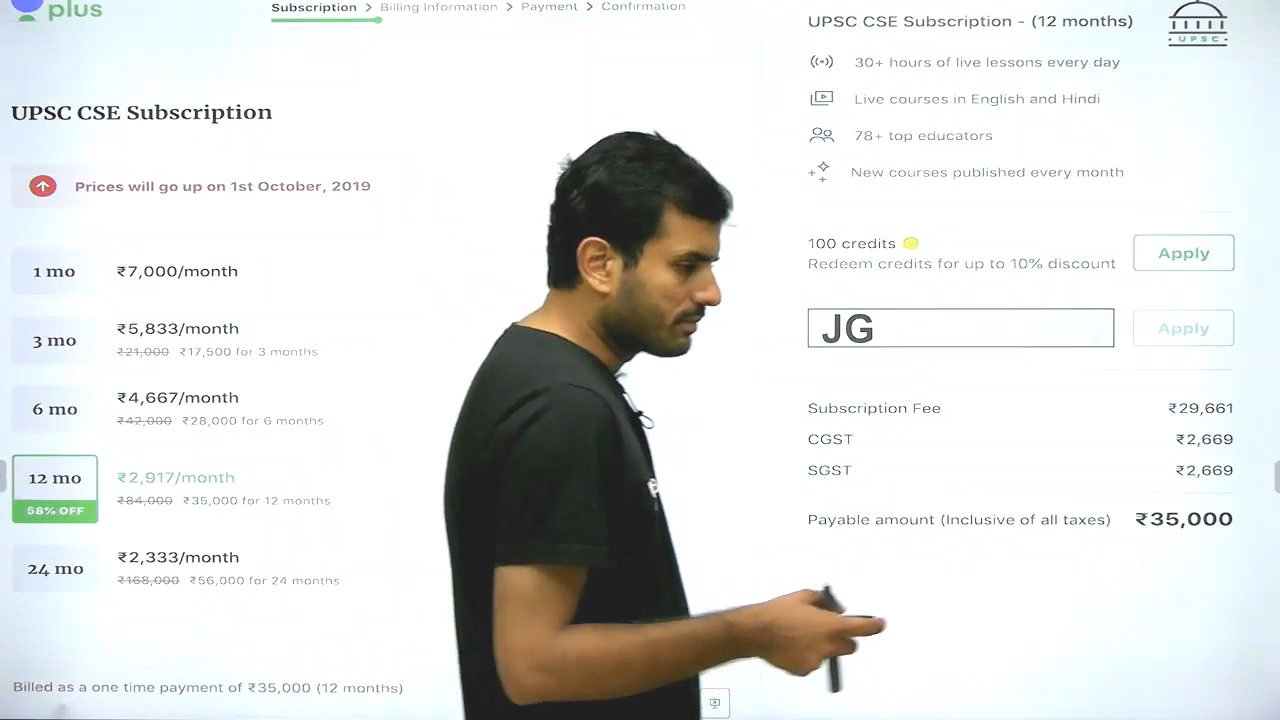 plus
Subscription > Billing Information > Payment > Confirmation
UPSC CSE Subscription
Prices will go up on 1st October, 2019
1 mo ₹7,000/month
3 mo ₹5,833/month
₹21,000 ₹17,500 for 3 months
6 mo ₹4,667/month
₹42,000 ₹28,000 for 6 months
12 mo ₹2,917/month
58% OFF ₹84,000 ₹35,000 for 12 months
24 mo ₹2,333/month
₹168,000 ₹56,000 for 24 months
Billed as a one time payment of ₹35,000 (12 months)
UPSC CSE Subscription - (12 months)
UPSC
30+ hours of live lessons every day
Live courses in English and Hindi
78+ top educators
New courses published every month
100 credits
Redeem credits for up to 10% discount
Apply
JG
Apply
Subscription Fee ₹29,661
CGST ₹2,669
SGST ₹2,669
Payable amount (Inclusive of all taxes) ₹35,000